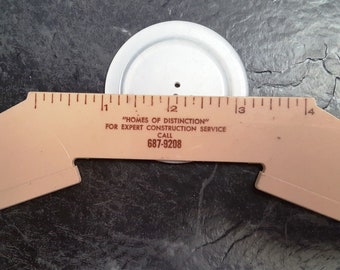 1 2 3 4
"HOMES OF DISTINCTION"
FOR EXPERT CONSTRUCTION SERVICE
CALL
687-9208